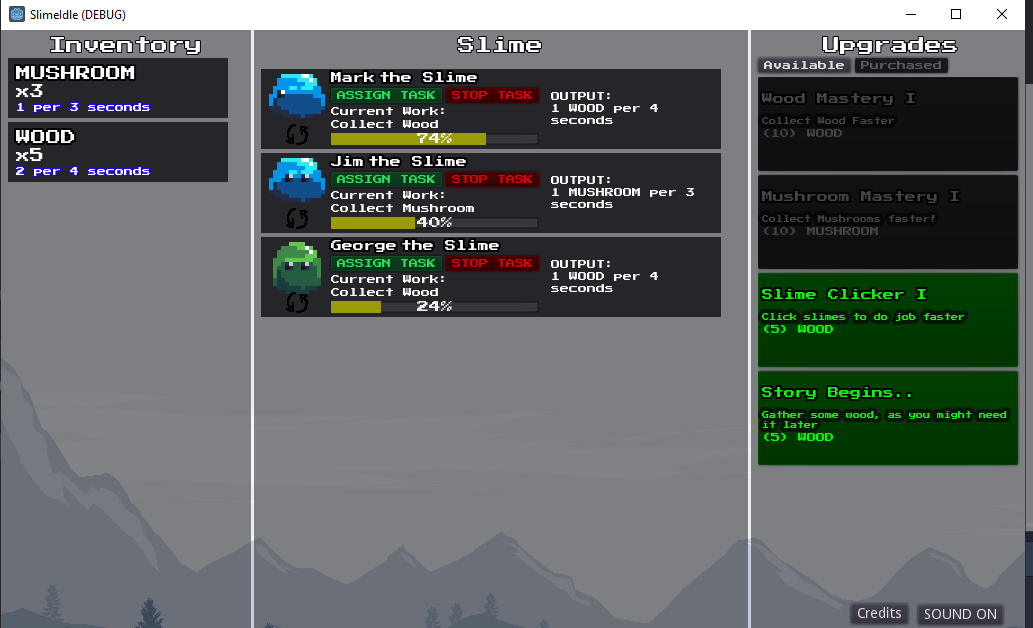 SlimeIdle (DEBUG)
Inventory
MUSHROOM
x3
1 per 3 seconds
WOOD
x5
2 per 4 seconds
Slime
Mark the Slime
ASSIGN TASK STOP TASK
Current Work:
Collect Wood
74%
OUTPUT:
1 WOOD per 4
seconds
Jim the Slime
ASSIGN TASK STOP TASK
Current Work:
Collect Mushroom
40%
OUTPUT:
1 MUSHROOM per 3
seconds
George the Slime
ASSIGN TASK STOP TASK
Current Work:
Collect Wood
24%
OUTPUT:
1 WOOD per 4
seconds
Upgrades
Available Purchased
Wood Mastery I
Collect Wood Faster
(10) WOOD
Mushroom Mastery I
Collect Mushrooms faster!
(10) MUSHROOM
Slime Clicker I
Click slimes to do job faster
(5) WOOD
Story Begins..
Gather some wood, as you might need
it later
(5) WOOD
Credits SOUND ON